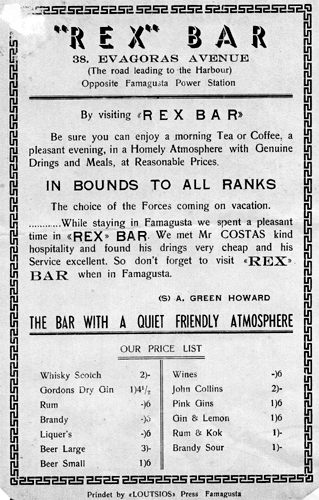 "REX" BAR
38. EVAGORAS AVENUE
(The road leading to the Harbour)
Opposite Famagusta Power Station
By visiting «REX BAR»
Be sure you can enjoy a morning Tea or Coffee, a
pleasant evening, in a Homely Atmosphere with Genuine
Drings and Meals, at Reasonable Prices.
IN BOUNDS TO ALL RANKS
The choice of the Forces coming on vacation.
............While staying in Famagusta we spent a pleasant
time in «REX» BAR. We met Mr COSTAS kind
hospitality and found his drings very cheap and his
Service excellent. So don't forget to visit «REX».
BAR when in Famagusta.
(S) A. GREEN HOWARD
THE BAR WITH A QUIET FRIENDLY ATMOSPHERE
OUR PRICE LIST
Whisky Scotch 2)-
Gordons Dry Gin 1)4½
Rum -)6
Brandy
Liquer's -)6
Beer Large 3)-
Beer Small 1)6
Wines -)6
John Collins 2)-
Pink Gins 1)6
Gin & Lemon 1)6
Rum & Kok 1)-
Brandy Sour 1)-
Prindet by «LOUTSIOS» Press Famagusta